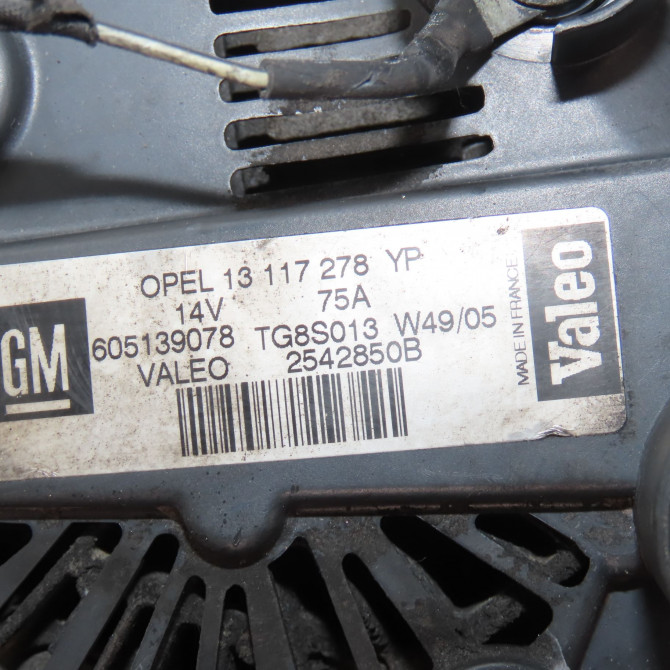 OPEL 13 117 278 YP
14V 75A
605139078 TG8S013 W49/05
VALEO 2542850B
GM
MADE IN FRANCE
Valeo